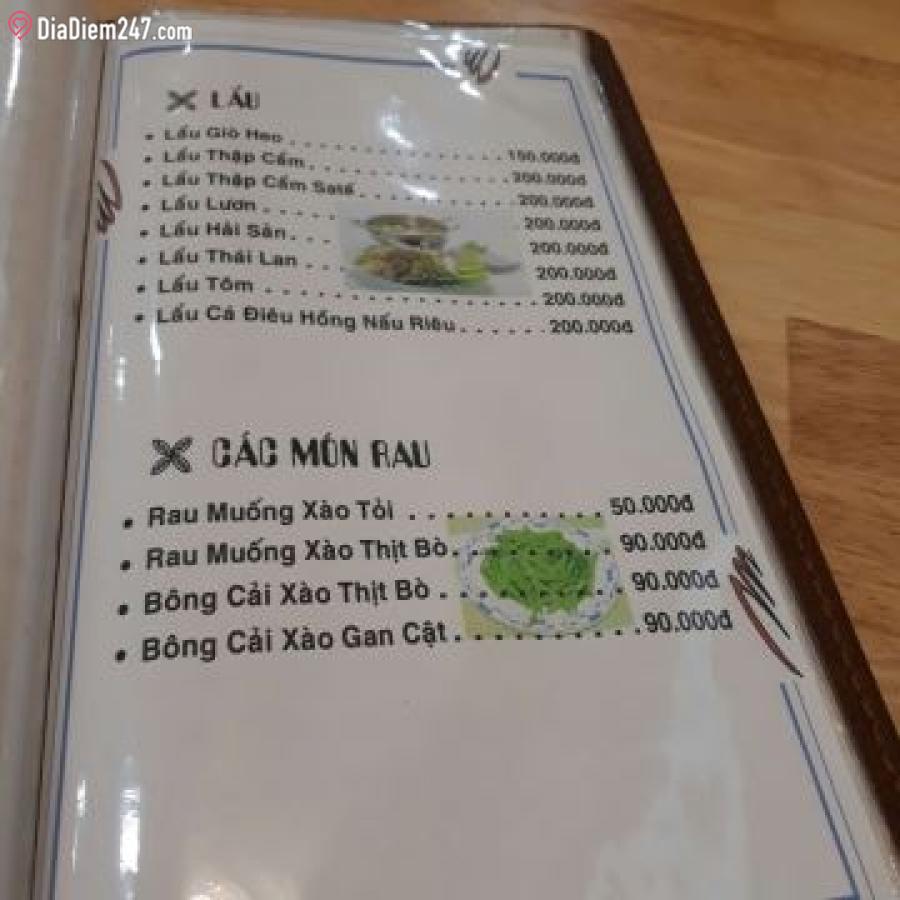 DiaDiem247.com
LẨU
• Lẩu Giò Heo 150.000đ
• Lẩu Thập Cẩm 200.000đ
• Lẩu Thập Cẩm Satế 200.000đ
• Lẩu Lươn 200.000đ
• Lẩu Hải Sản 200.000đ
• Lẩu Thái Lan 200.000đ
• Lẩu Tôm 200.000đ
• Lẩu Cá Điêu Hồng Nấu Riêu 200.000đ
CÁC MÓN RAU
• Rau Muống Xào Tỏi 50.000đ
• Rau Muống Xào Thịt Bò 90.000đ
• Bông Cải Xào Thịt Bò 90.000đ
• Bông Cải Xào Gan Cật 90.000đ